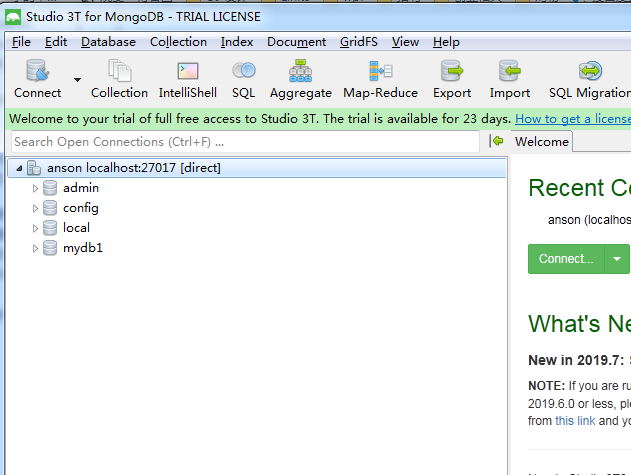 Studio 3T for MongoDB - TRIAL LICENSE
File Edit Database Collection Index Document GridFS View Help
Connect Collection IntelliShell SQL Aggregate Map-Reduce Export Import SQL Migration
Welcome to your trial of full free access to Studio 3T. The trial is available for 23 days. How to get a license
Search Open Connections (Ctrl+F) ...
Welcome
anson localhost:27017 [direct]
admin
config
local
mydb1
Recent Co
anson (localhos
Connect...
What's Ne
New in 2019.7:
NOTE: If you are ru
2019.6.0 or less, ple
from this link and yo